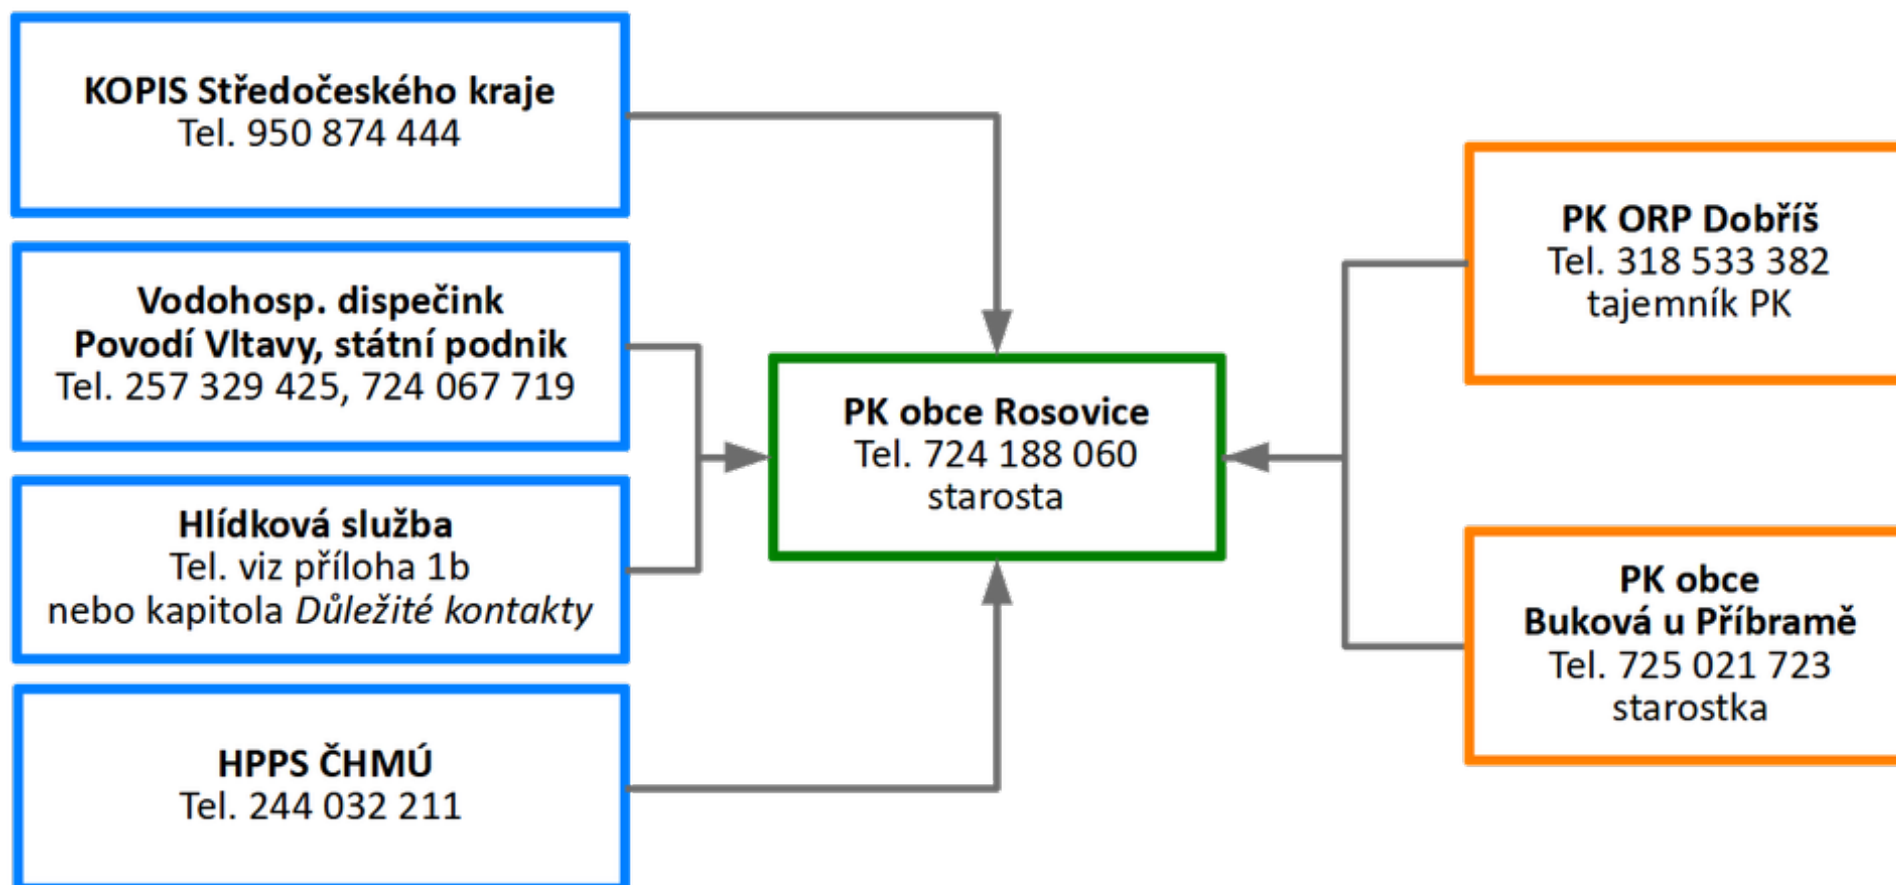 KOPIS Středočeského kraje
Tel. 950 874 444
Vodohosp. dispečink
Povodí Vltavy, státní podnik
Tel. 257 329 425, 724 067 719
Hlídková služba
Tel. viz příloha 1b
nebo kapitola Důležité kontakty
HPPS ČHMÚ
Tel. 244 032 211
PK obce Rosovice
Tel. 724 188 060
starosta
PK ORP Dobříš
Tel. 318 533 382
tajemník PK
PK obce
Buková u Příbramě
Tel. 725 021 723
starostka